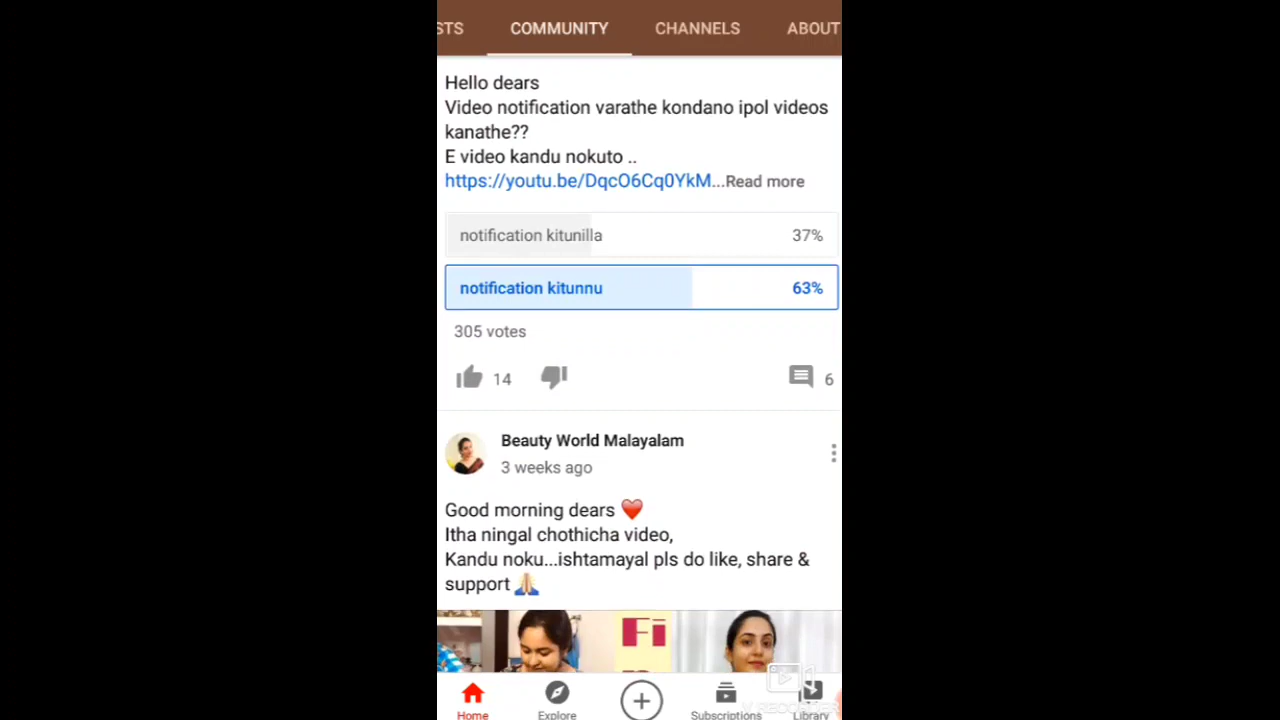 STS COMMUNITY CHANNELS ABOUT
Hello dears
Video notification varathe kondano ipol videos
kanathe??
E video kandu nokuto ..
https://youtu.be/DqcO6Cq0YkM...Read more
notification kitunilla 37%
notification kitunnu 63%
305 votes
14 6
Beauty World Malayalam
3 weeks ago
Good morning dears ❤️
Itha ningal chothicha video,
Kandu noku...ishtamayal pls do like, share &
support 🙏
Fi
Home Explore Subscriptions Library
V RECORDER